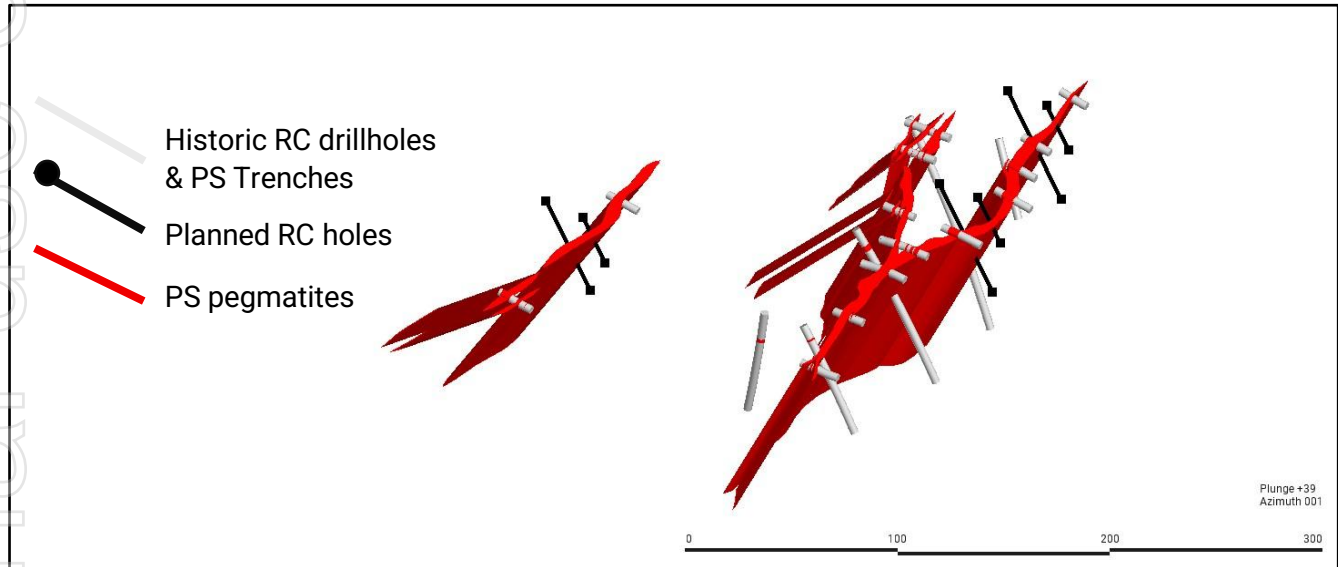 Historic RC drillholes
& PS Trenches
Planned RC holes
PS pegmatites
Plunge +39
Azimuth 001
0 100 200 300